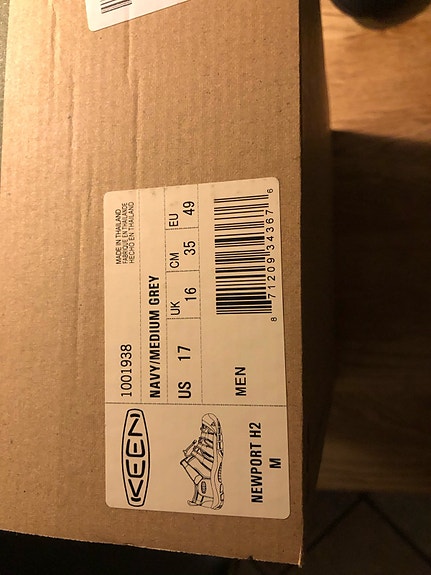 KEEN
NEWPORT H2
M
1001938
MADE IN THAILAND
FABRIQUÉ EN THAÏLANDE
HECHO EN THAILANDIA
NAVY/MEDIUM GREY
US UK CM EU
17 16 35 49
MEN
8 71209 34367 6